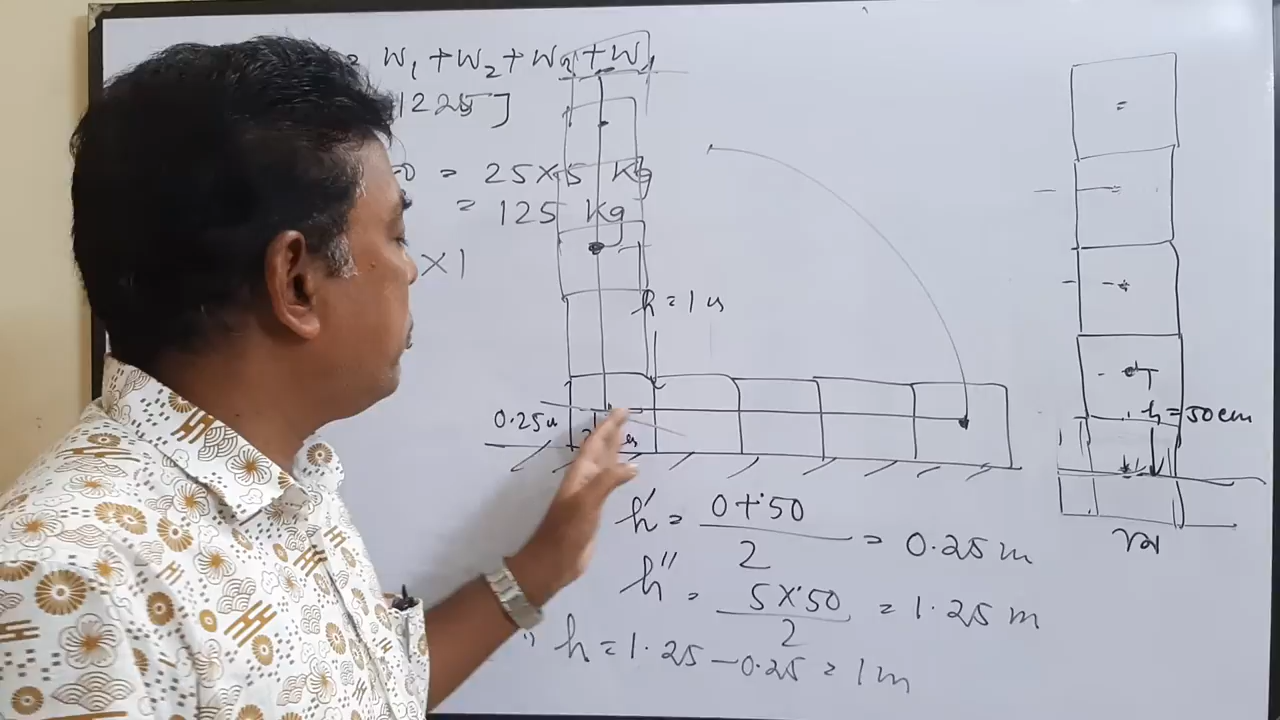 = W₁ + W₂ + W₃ + W₄
1225 J
= 25×5 Kg
= 125 Kg
×1
h = 1 m
0.25 m
h = 50 cm
h' = (0+.50)/2 = 0.25 m
h'' = (5×.50)/2 = 1.25 m
h = 1.25 - 0.25 = 1 m